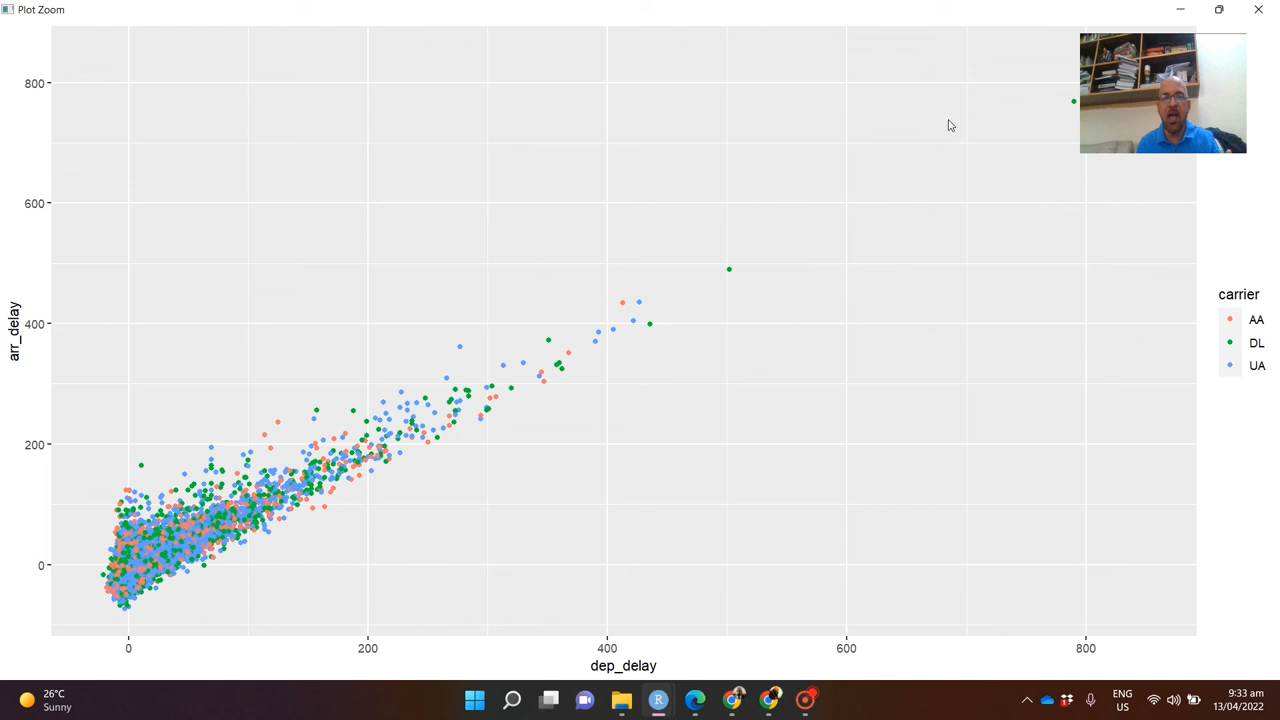 Plot Zoom
800
600
400
200
0
arr_delay
0 200 400 600 800
dep_delay
carrier
AA
DL
UA
26°C
Sunny
R
1
ENG
US
9:33 am
13/04/2022